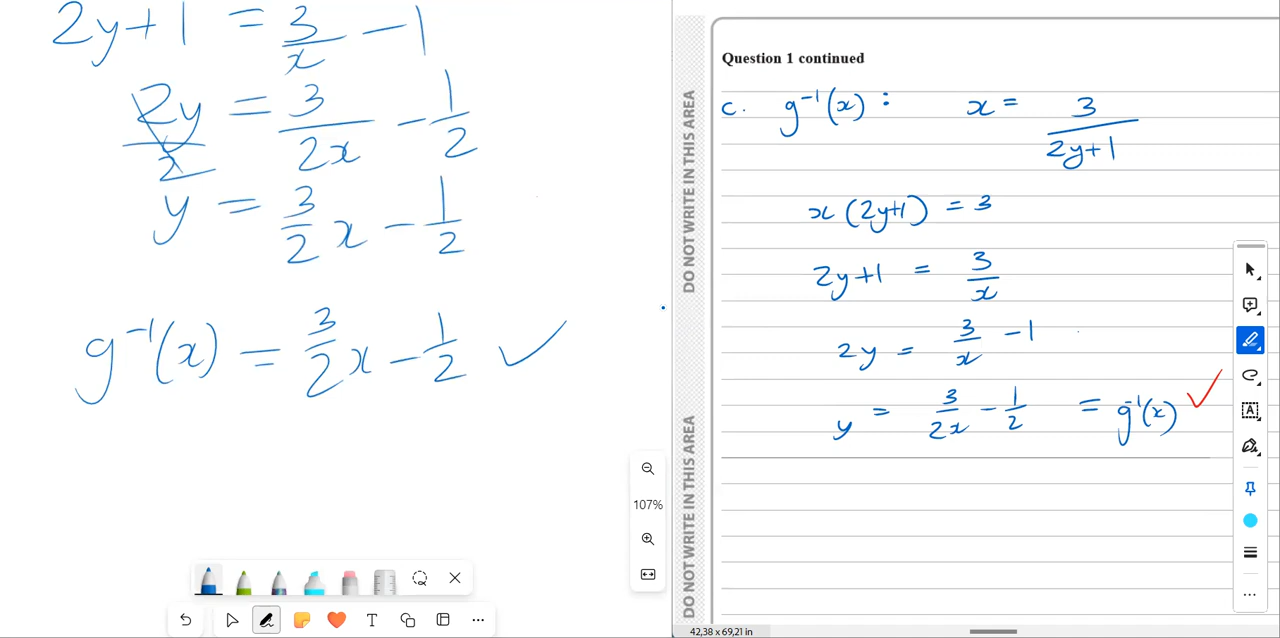 2y+1 = 3/x - 1
2y/2 = 3/2x - 1/2
y = 3/2 x - 1/2
g⁻¹(x) = 3/2 x - 1/2 ✓
107%
T
DO NOT WRITE IN THIS AREA
DO NOT WRITE IN THIS AREA
Question 1 continued
c. g⁻¹(x) : x = 3/(2y+1)
x (2y+1) = 3
2y+1 = 3/x
2y = 3/x - 1
y = 3/2x - 1/2 = g⁻¹(x) ✓
A
42,38 x 69,21 in